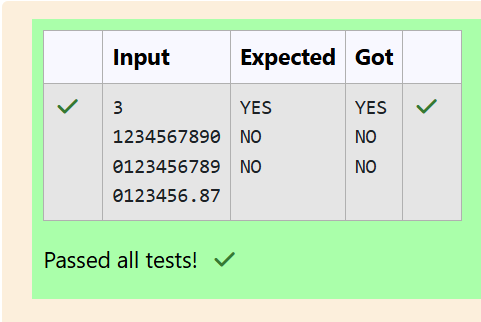 Input Expected Got
3 YES YES
1234567890 NO NO
0123456789 NO NO
0123456.87
Passed all tests!